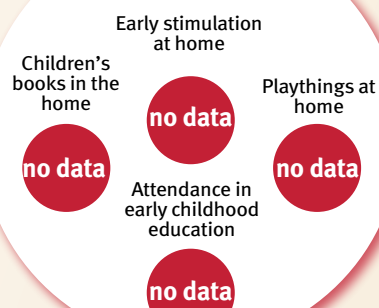 Early stimulation
at home
no data
Children's
books in the
home
no data
Playthings at
home
no data
Attendance in
early childhood
education
no data